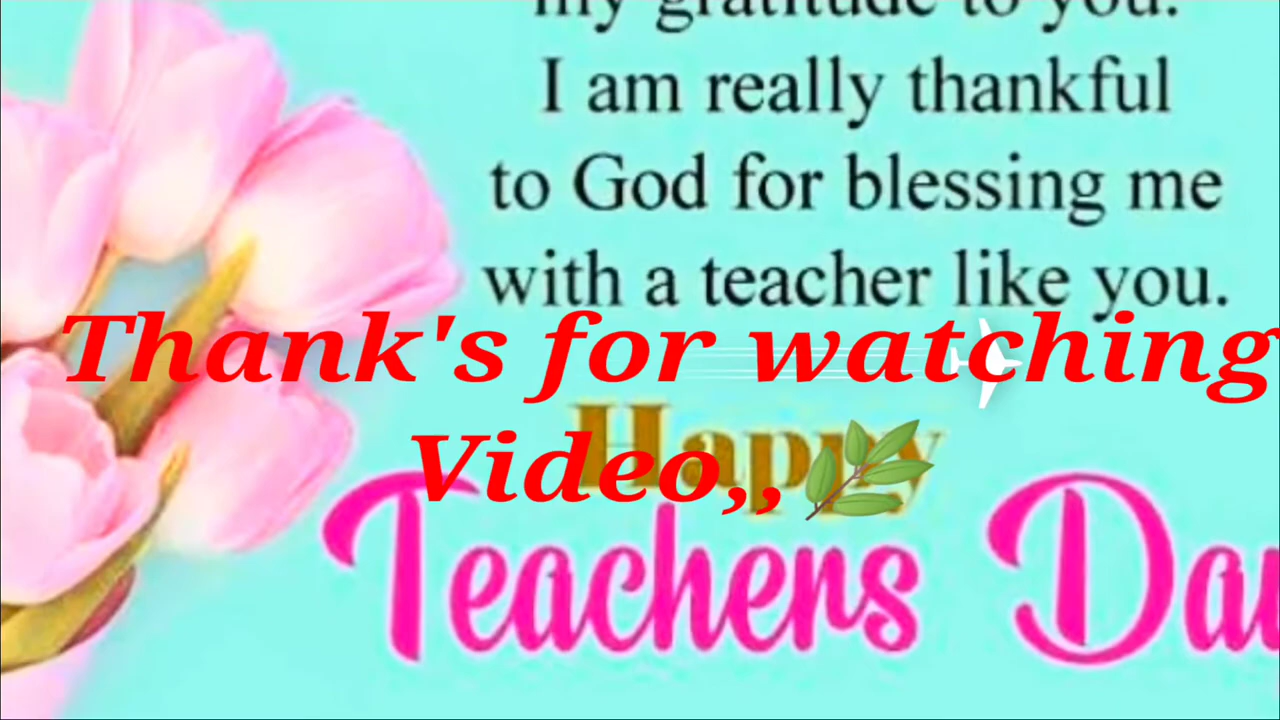 my gratitude to you.
I am really thankful
to God for blessing me
with a teacher like you.
Thank's for watching
Video,,
Happy
Teachers Day